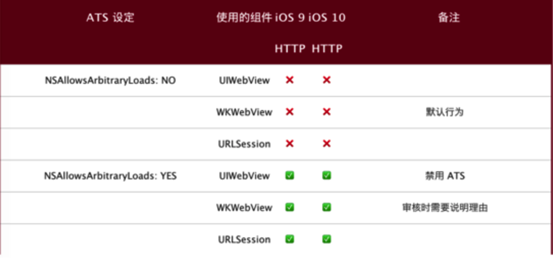 ATS 设定 使用的组件 iOS 9 iOS 10 备注
HTTP HTTP
NSAllowsArbitraryLoads: NO UIWebView ❌ ❌
WKWebView ❌ ❌ 默认行为
URLSession ❌ ❌
NSAllowsArbitraryLoads: YES UIWebView ✅ ✅ 禁用 ATS
WKWebView ✅ ✅ 审核时需要说明理由
URLSession ✅ ✅